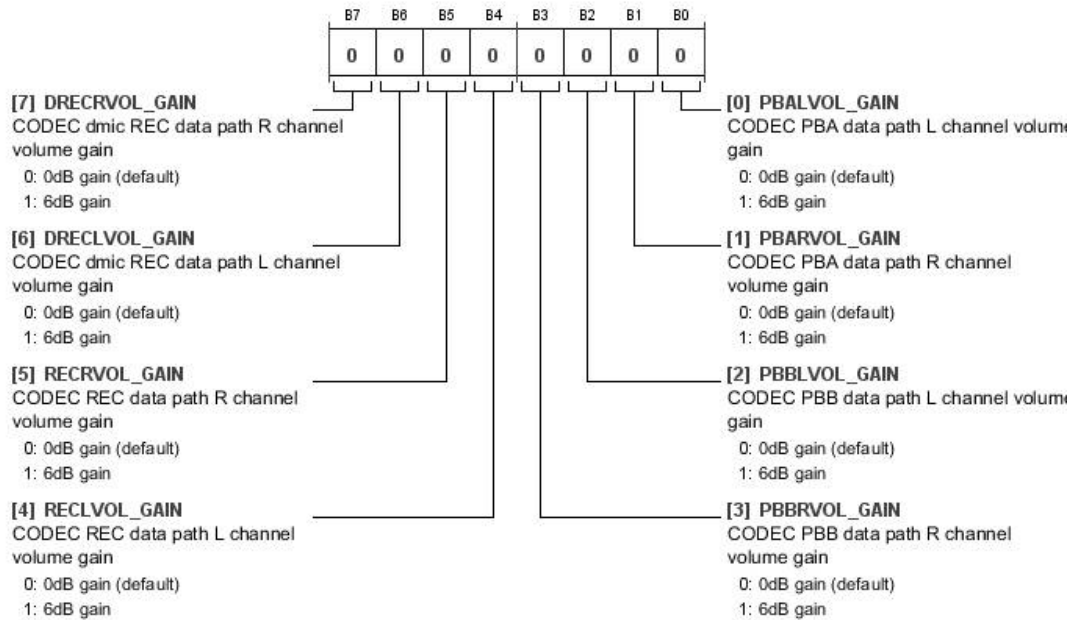 B7 B6 B5 B4 B3 B2 B1 B0
0 0 0 0 0 0 0 0
[7] DRECRVOL_GAIN
CODEC dmic REC data path R channel
volume gain
0: 0dB gain (default)
1: 6dB gain
[6] DRECLVOL_GAIN
CODEC dmic REC data path L channel
volume gain
0: 0dB gain (default)
1: 6dB gain
[5] RECRVOL_GAIN
CODEC REC data path R channel
volume gain
0: 0dB gain (default)
1: 6dB gain
[4] RECLVOL_GAIN
CODEC REC data path L channel
volume gain
0: 0dB gain (default)
1: 6dB gain
[0] PBALVOL_GAIN
CODEC PBA data path L channel volume
gain
0: 0dB gain (default)
1: 6dB gain
[1] PBARVOL_GAIN
CODEC PBA data path R channel
volume gain
0: 0dB gain (default)
1: 6dB gain
[2] PBBLVOL_GAIN
CODEC PBB data path L channel volume
gain
0: 0dB gain (default)
1: 6dB gain
[3] PBBRVOL_GAIN
CODEC PBB data path R channel
volume gain
0: 0dB gain (default)
1: 6dB gain